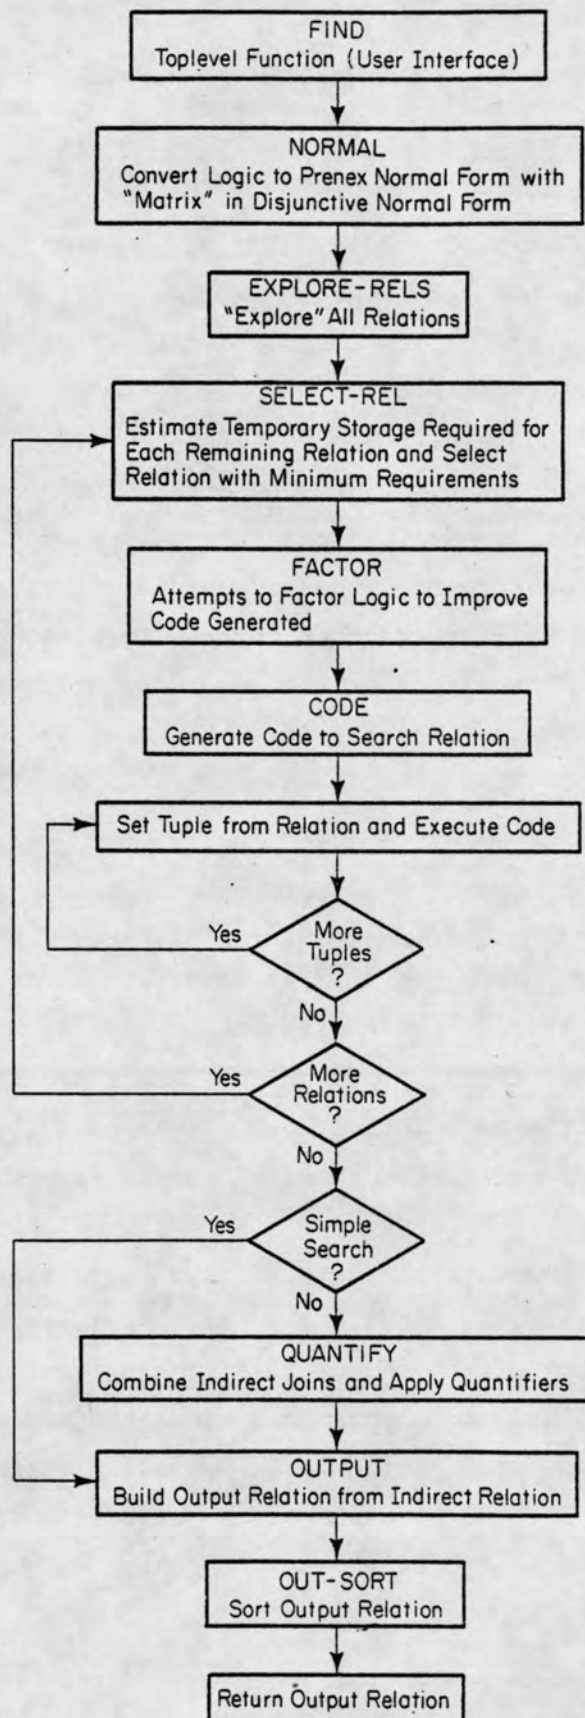 FIND
Toplevel Function (User Interface)
NORMAL
Convert Logic to Prenex Normal Form with
"Matrix" in Disjunctive Normal Form
EXPLORE-RELS
"Explore" All Relations
SELECT-REL
Estimate Temporary Storage Required for
Each Remaining Relation and Select
Relation with Minimum Requirements
FACTOR
Attempts to Factor Logic to Improve
Code Generated
CODE
Generate Code to Search Relation
Set Tuple from Relation and Execute Code
Yes
More
Tuples
?
No
Yes
More
Relations
?
No
Yes
Simple
Search
?
No
QUANTIFY
Combine Indirect Joins and Apply Quantifiers
OUTPUT
Build Output Relation from Indirect Relation
OUT-SORT
Sort Output Relation
Return Output Relation